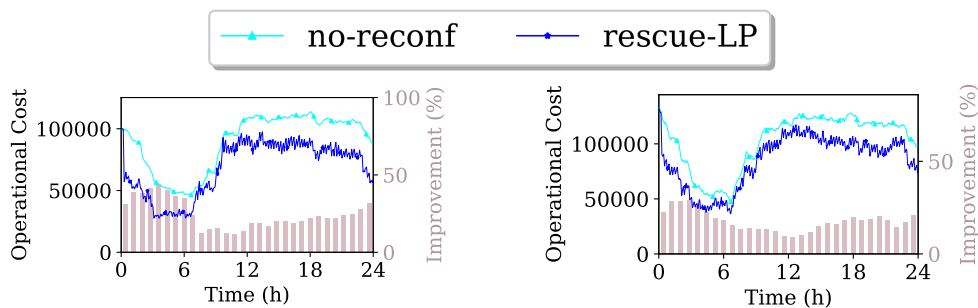 no-reconf rescue-LP
Operational Cost
100000
50000
0
0 6 12 18 24
Time (h)
100
50
0
Improvement (%)
Operational Cost
100000
50000
0
0 6 12 18 24
Time (h)
50
0
Improvement (%)